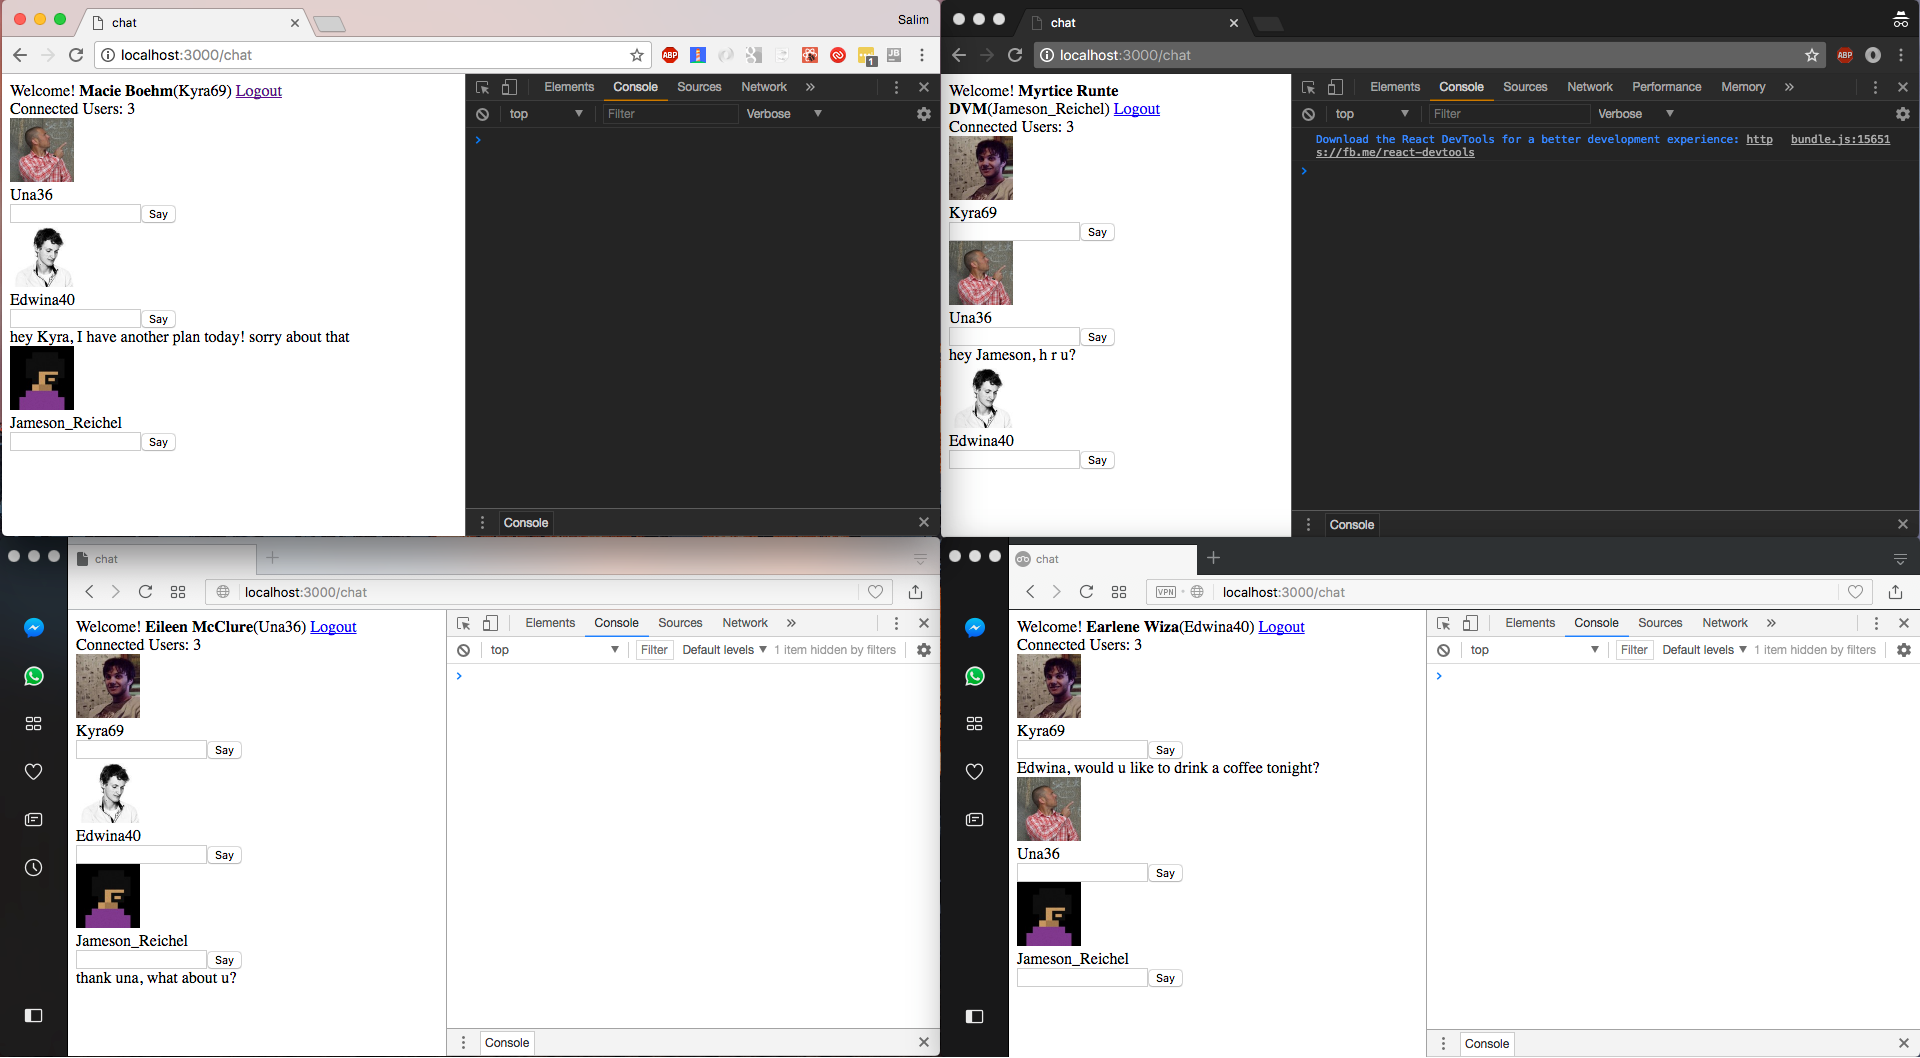 chat
Salim
localhost:3000/chat
ABP
1
JB
Welcome! Macie Boehm(Kyra69) Logout
Connected Users: 3
Una36
Say
Edwina40
Say
hey Kyra, I have another plan today! sorry about that
Jameson_Reichel
Say
Elements Console Sources Network »
top Filter Verbose
Console
chat
localhost:3000/chat
ABP
Welcome! Myrtice Runte
DVM(Jameson_Reichel) Logout
Connected Users: 3
Kyra69
Say
Una36
Say
hey Jameson, h r u?
Edwina40
Say
Elements Console Sources Network Performance Memory »
top Filter Verbose
Download the React DevTools for a better development experience: http bundle.js:15651
s://fb.me/react-devtools
Console
chat
localhost:3000/chat
Welcome! Eileen McClure(Una36) Logout
Connected Users: 3
Kyra69
Say
Edwina40
Say
Jameson_Reichel
Say
thank una, what about u?
Elements Console Sources Network »
top Filter Default levels 1 item hidden by filters
Console
chat
VPN localhost:3000/chat
Welcome! Earlene Wiza(Edwina40) Logout
Connected Users: 3
Kyra69
Say
Edwina, would u like to drink a coffee tonight?
Una36
Say
Jameson_Reichel
Say
Elements Console Sources Network »
top Filter Default levels 1 item hidden by filters
Console